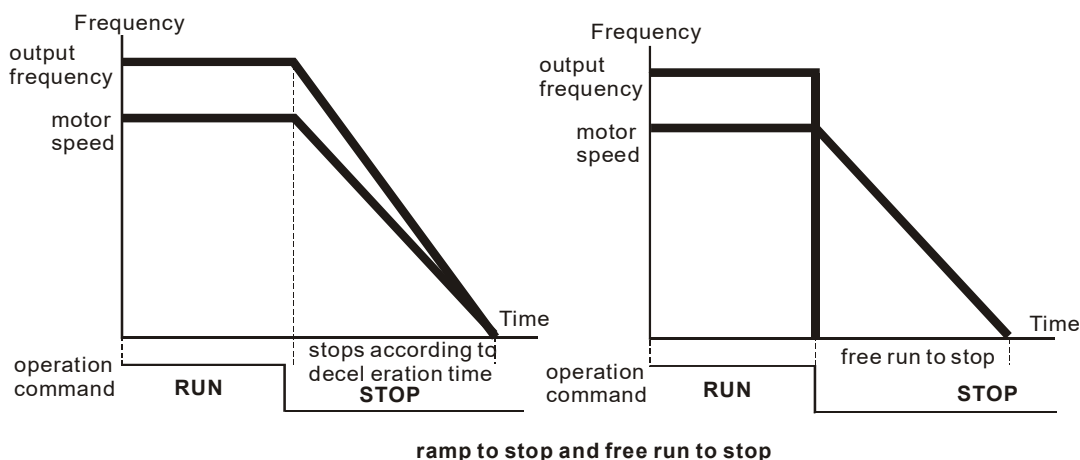 Frequency
output
frequency
motor
speed
Time
stops according to
decel eration time
operation
command
RUN
STOP
Frequency
output
frequency
motor
speed
Time
free run to stop
operation
command
RUN
STOP
ramp to stop and free run to stop